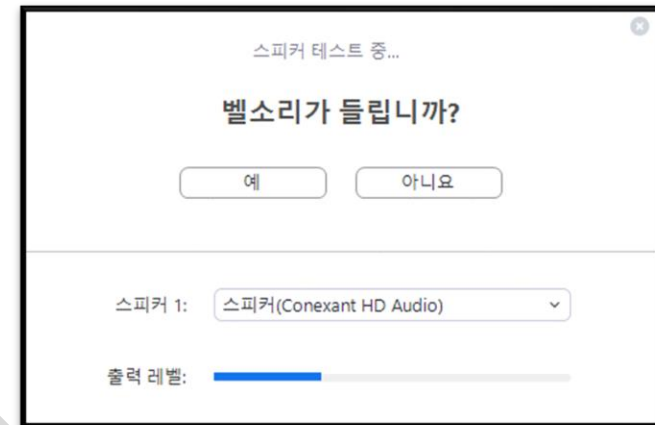 스피커 테스트 중...
벨소리가 들립니까?
예 아니요
스피커 1: 스피커(Conexant HD Audio)
출력 레벨: